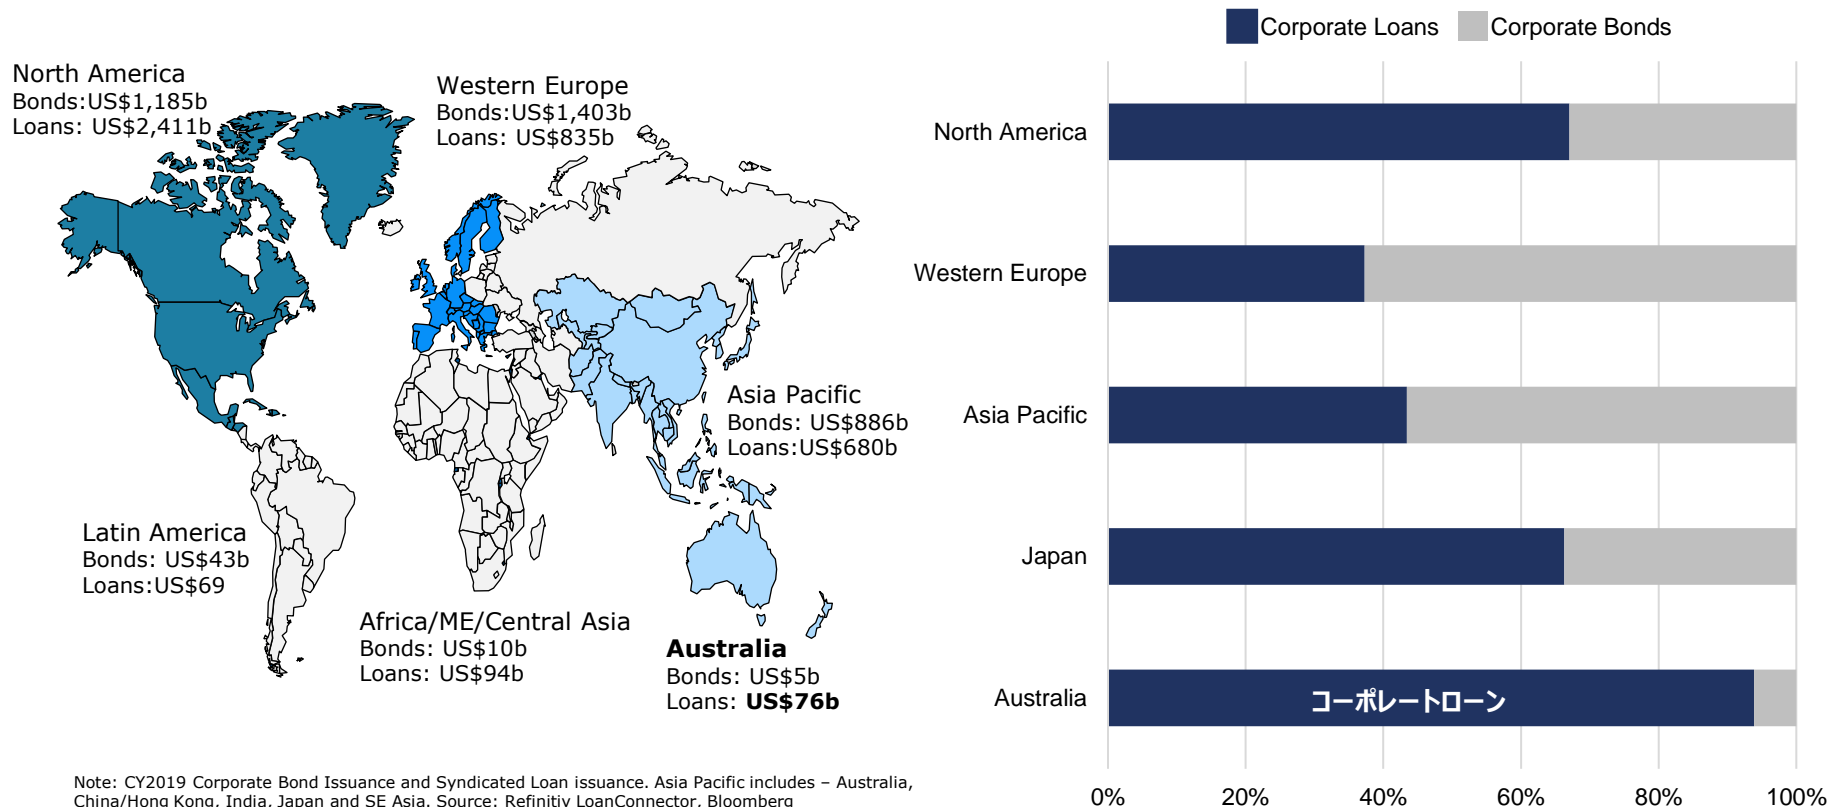 North America
Bonds:US$1,185b
Loans: US$2,411b
Western Europe
Bonds:US$1,403b
Loans: US$835b
Asia Pacific
Bonds: US$886b
Loans:US$680b
Latin America
Bonds: US$43b
Loans:US$69
Africa/ME/Central Asia
Bonds: US$10b
Loans: US$94b
Australia
Bonds: US$5b
Loans: US$76b
Note: CY2019 Corporate Bond Issuance and Syndicated Loan issuance. Asia Pacific includes – Australia,
China/Hong Kong, India, Japan and SE Asia. Source: Refinitiv LoanConnector, Bloomberg
Corporate Loans
Corporate Bonds
North America
Western Europe
Asia Pacific
Japan
Australia
コーポレートローン
0%
20%
40%
60%
80%
100%